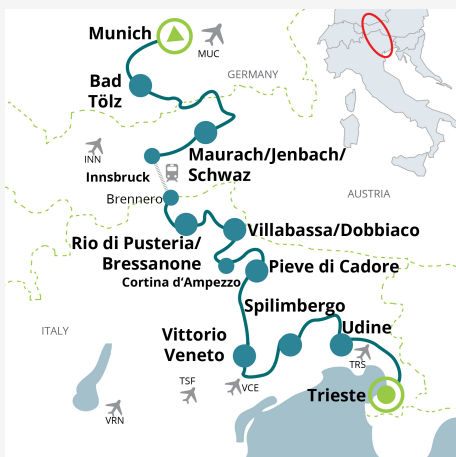 Munich
MUC
GERMANY
Bad
Tölz
INN
Maurach/Jenbach/
Schwaz
Innsbruck
Brennero
AUSTRIA
Villabassa/Dobbiaco
Rio di Pusteria/
Bressanone
Pieve di Cadore
Cortina d'Ampezzo
Spilimbergo
ITALY
Vittorio
Veneto
Udine
TRS
TSF
VCE
Trieste
VRN